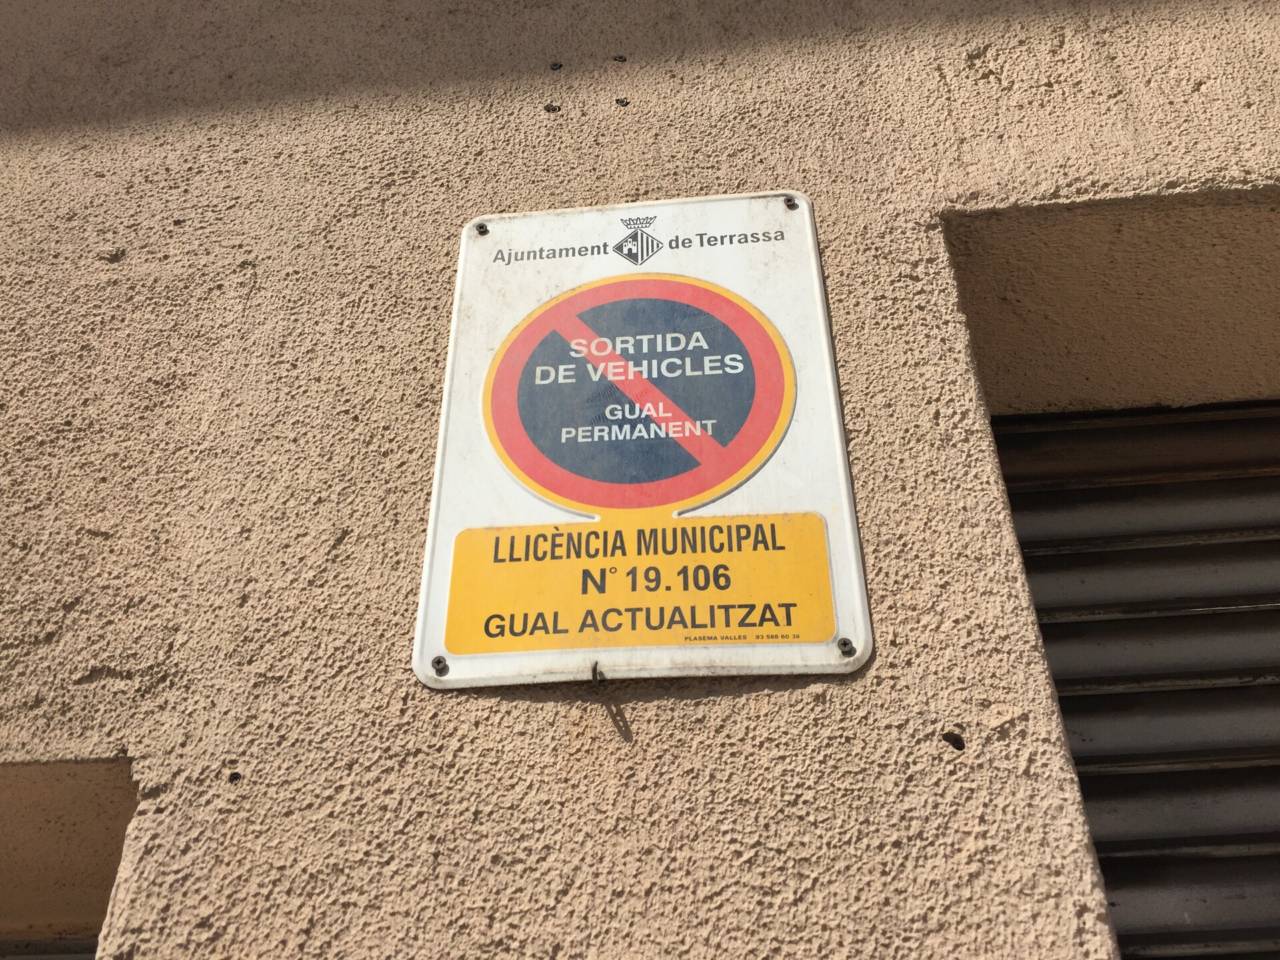 Ajuntament de Terrassa
SORTIDA
DE VEHICLES
GUAL
PERMANENT
LLICÈNCIA MUNICIPAL
N° 19.106
GUAL ACTUALITZAT
PLASEMA VALLES